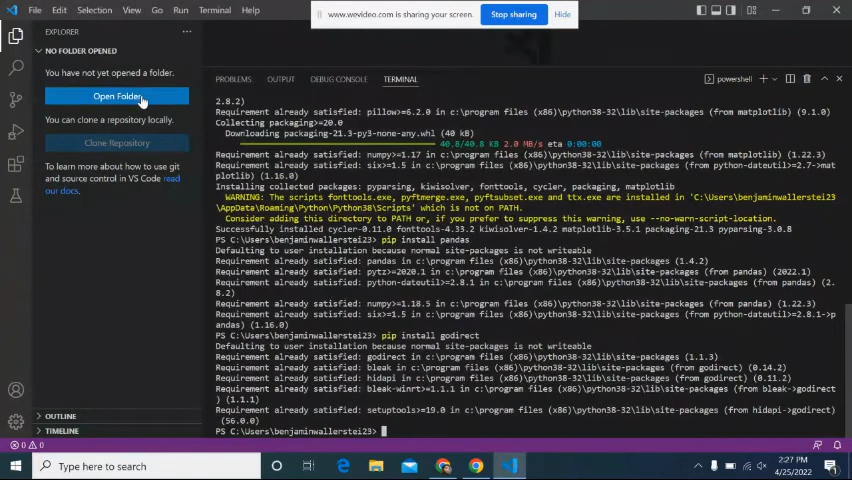 File Edit Selection View Go Run Terminal Help
www.wevideo.com is sharing your screen. Stop sharing Hide
EXPLORER
NO FOLDER OPENED
You have not yet opened a folder.
Open Folder
You can clone a repository locally.
Clone Repository
To learn more about how to use git
and source control in VS Code read
our docs.
OUTLINE
TIMELINE
PROBLEMS OUTPUT DEBUG CONSOLE TERMINAL
powershell
2.8.2)
Requirement already satisfied: pillow>=6.2.0 in c:\program files (x86)\python38-32\lib\site-packages (from matplotlib) (9.1.0)
Collecting packaging>=20.0
Downloading packaging-21.3-py3-none-any.whl (40 kB)
40.8/40.8 KB 2.0 MB/s eta 0:00:00
Requirement already satisfied: numpy>=1.17 in c:\program files (x86)\python38-32\lib\site-packages (from matplotlib) (1.22.3)
Requirement already satisfied: six>=1.5 in c:\program files (x86)\python38-32\lib\site-packages (from python-dateutil>=2.7->mat
plotlib) (1.16.0)
Installing collected packages: pyparsing, kiwisolver, fonttools, cycler, packaging, matplotlib
WARNING: The scripts fonttools.exe, pyftmerge.exe, pyftsubset.exe and ttx.exe are installed in 'C:\Users\benjaminwallerstei23
\AppData\Roaming\Python\Python38\Scripts' which is not on PATH.
Consider adding this directory to PATH or, if you prefer to suppress this warning, use --no-warn-script-location.
Successfully installed cycler-0.11.0 fonttools-4.33.2 kiwisolver-1.4.2 matplotlib-3.5.1 packaging-21.3 pyparsing-3.0.8
PS C:\Users\benjaminwallerstei23> pip install pandas
Defaulting to user installation because normal site-packages is not writeable
Requirement already satisfied: pandas in c:\program files (x86)\python38-32\lib\site-packages (1.4.2)
Requirement already satisfied: pytz>=2020.1 in c:\program files (x86)\python38-32\lib\site-packages (from pandas) (2022.1)
Requirement already satisfied: python-dateutil>=2.8.1 in c:\program files (x86)\python38-32\lib\site-packages (from pandas) (2.
8.2)
Requirement already satisfied: numpy>=1.18.5 in c:\program files (x86)\python38-32\lib\site-packages (from pandas) (1.22.3)
Requirement already satisfied: six>=1.5 in c:\program files (x86)\python38-32\lib\site-packages (from python-dateutil>=2.8.1->p
andas) (1.16.0)
PS C:\Users\benjaminwallerstei23> pip install godirect
Defaulting to user installation because normal site-packages is not writeable
Requirement already satisfied: godirect in c:\program files (x86)\python38-32\lib\site-packages (1.1.3)
Requirement already satisfied: bleak in c:\program files (x86)\python38-32\lib\site-packages (from godirect) (0.14.2)
Requirement already satisfied: hidapi in c:\program files (x86)\python38-32\lib\site-packages (from godirect) (0.11.2)
Requirement already satisfied: bleak-winrt>=1.1.1 in c:\program files (x86)\python38-32\lib\site-packages (from bleak->godirect
) (1.1.1)
Requirement already satisfied: setuptools>=19.0 in c:\program files (x86)\python38-32\lib\site-packages (from hidapi->godirect)
(56.0.0)
PS C:\Users\benjaminwallerstei23>
0 0
Type here to search
2:27 PM
4/25/2022
1